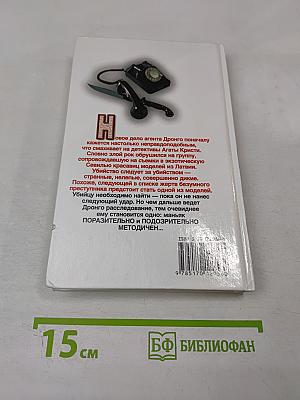 Новое дело агента Дронго поначалу
кажется настолько неправдоподобным,
что смахивает на детективы Агаты Кристи.
Словно злой рок обрушился на группу,
сопровождавшую на съемки в экзотическую
Севилью красавиц моделей из Латвии.
Убийство следует за убийством —
странные, нелепые, совершенно дикие.
Похоже, следующей в списке жертв безумного
преступника предстоит стать одной из моделей.
Убийцу необходимо найти — пока он не нанес
следующий удар. Но чем дальше ведет
Дронго расследование, тем очевиднее
ему становится одно: маньяк
ПОРАЗИТЕЛЬНО и ПОДОЗРИТЕЛЬНО
МЕТОДИЧЕН...
15 см
БФ БИБЛИОФАН